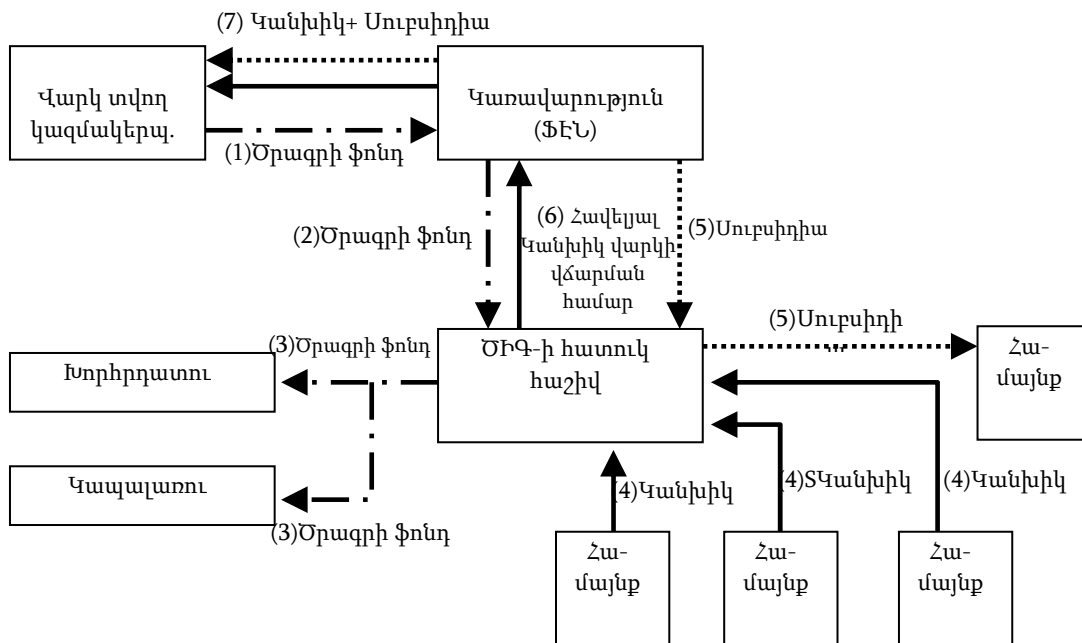 (7) Կանխիկ+ Սուբսիդիա
Վարկ տվող
կազմակերպ.
Կառավարություն
(ՖԷՆ)
(1)Ծրագրի ֆոնդ
(2)Ծրագրի ֆոնդ
(6) Հավելյալ
Կանխիկ վարկի
վճարման
համար
(5)Սուբսիդիա
(3)Ծրագրի ֆոնդ
ԾԻԳ-ի հատուկ
հաշիվ
(5)Սուբսիդի
...
Հա-
մայնք
Խորհրդատու
Կապալառու
(3)Ծրագրի ֆոնդ
(4)Կանխիկ
(4)ՏԿանխիկ
(4)Կանխիկ
Հա-
մայնք
Հա-
մայնք
Հա-
մայնք